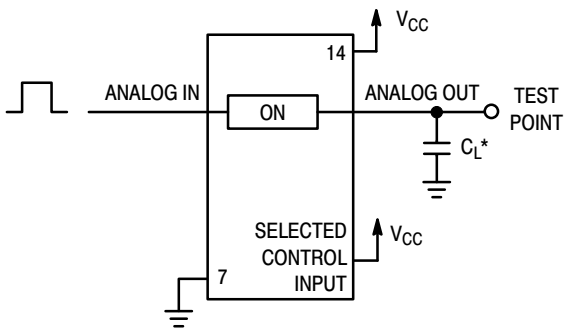 V_CC
14
ANALOG IN
ON
ANALOG OUT
TEST
POINT
C_L*
SELECTED
CONTROL
INPUT
V_CC
7